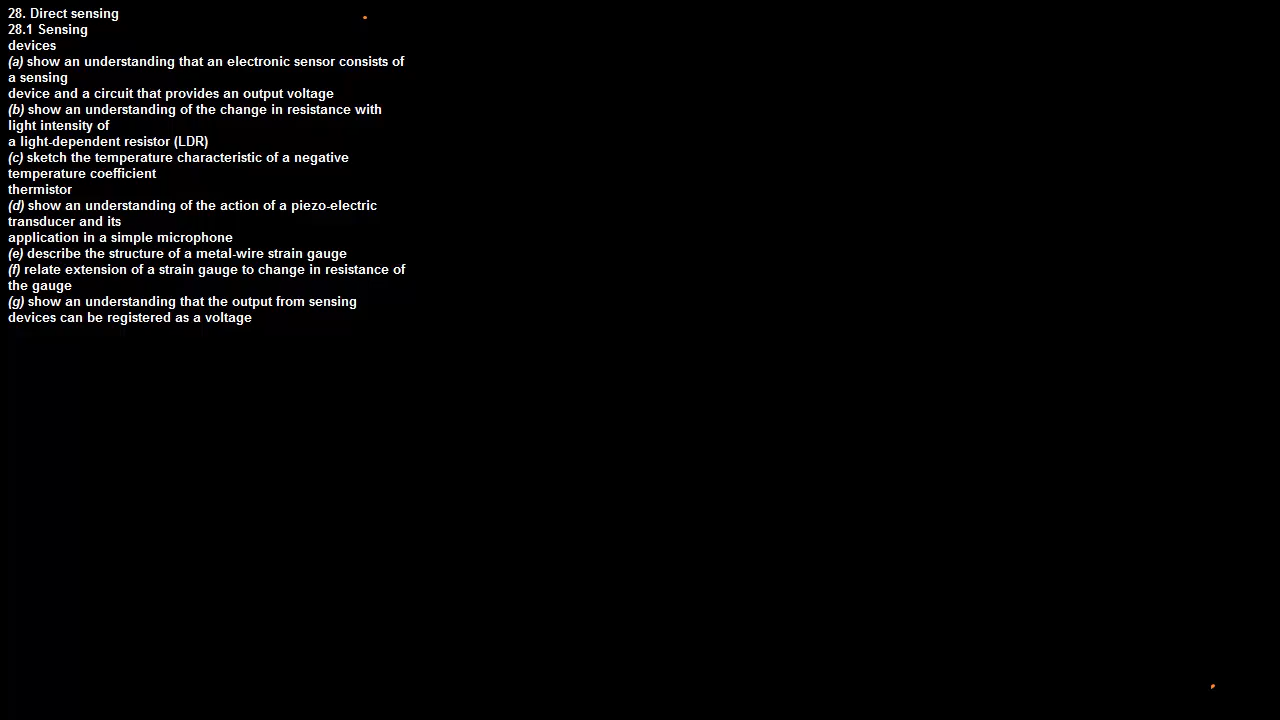 28. Direct sensing
28.1 Sensing
devices
(a) show an understanding that an electronic sensor consists of
a sensing
device and a circuit that provides an output voltage
(b) show an understanding of the change in resistance with
light intensity of
a light-dependent resistor (LDR)
(c) sketch the temperature characteristic of a negative
temperature coefficient
thermistor
(d) show an understanding of the action of a piezo-electric
transducer and its
application in a simple microphone
(e) describe the structure of a metal-wire strain gauge
(f) relate extension of a strain gauge to change in resistance of
the gauge
(g) show an understanding that the output from sensing
devices can be registered as a voltage